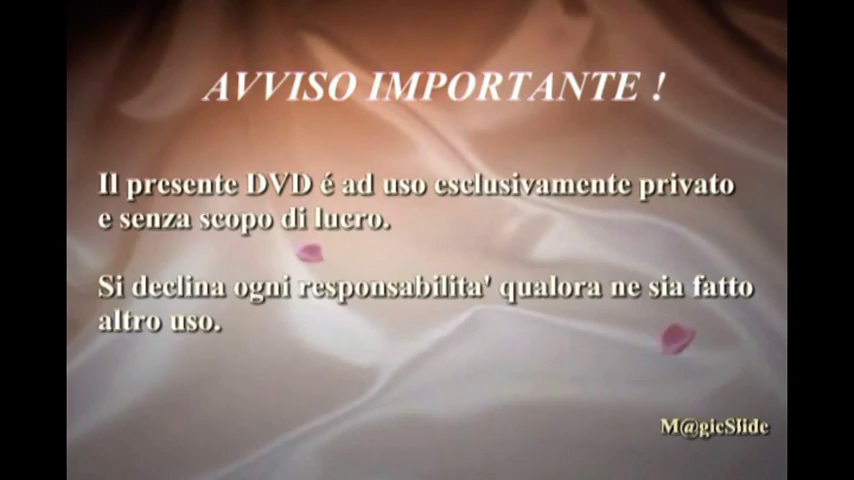 AVVISO IMPORTANTE !
Il presente DVD é ad uso esclusivamente privato
e senza scopo di lucro.
Si declina ogni responsabilita' qualora ne sia fatto
altro uso.
M@gicSlide